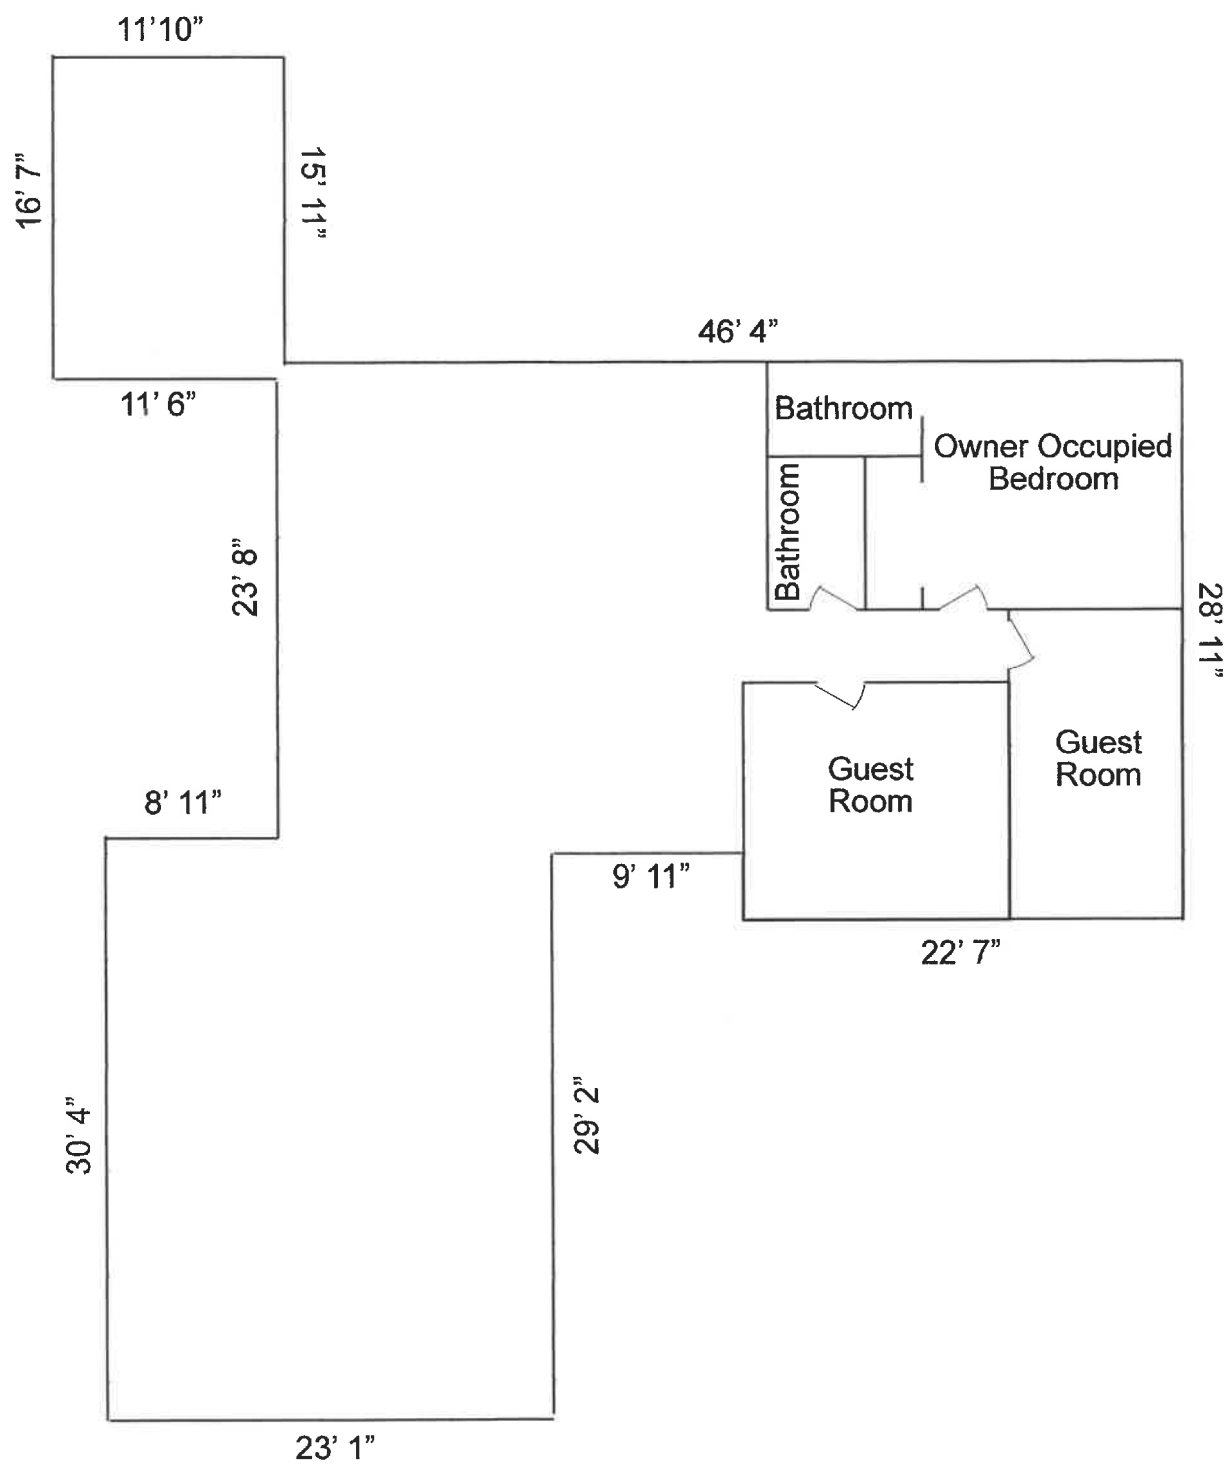 11’10”
16’ 7”
15’ 11”
46’ 4”
11’ 6”
Bathroom
Owner Occupied
Bedroom
Bathroom
23’ 8”
28’ 11”
Guest
Room
Guest
Room
8’ 11”
9’ 11”
22’ 7”
30’ 4”
29’ 2”
23’ 1”